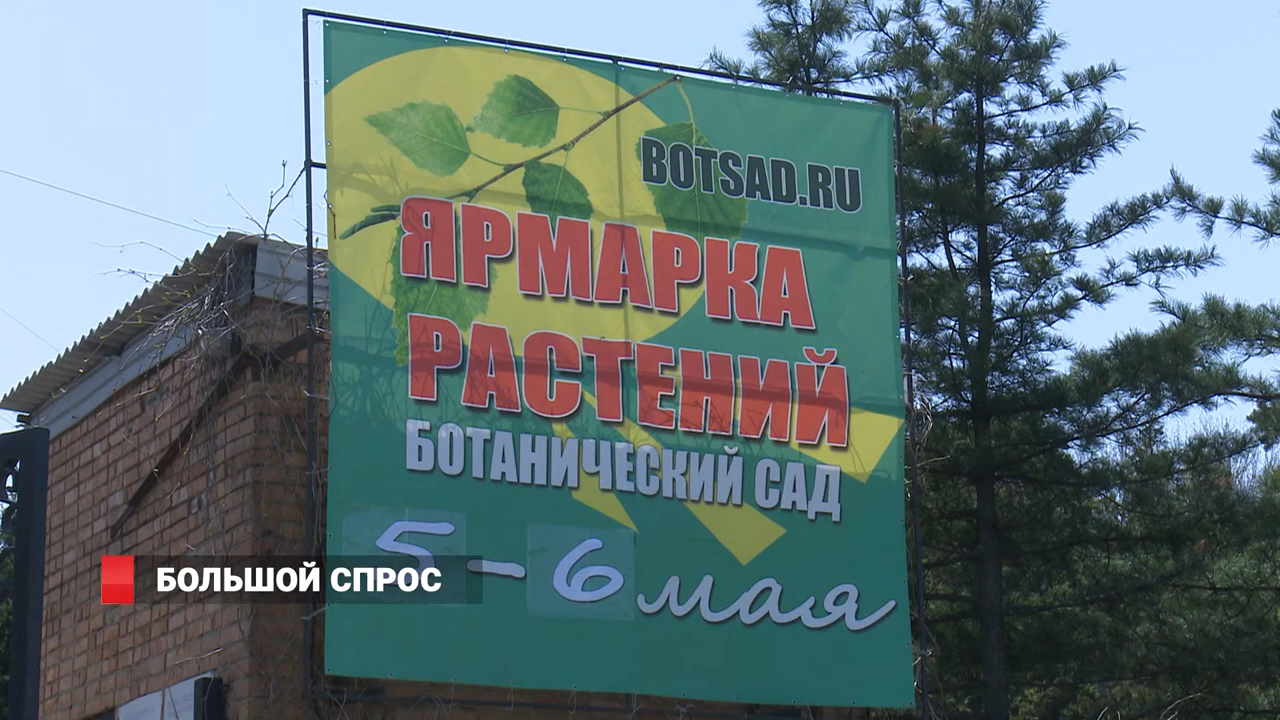 BOTSAD.RU
ЯРМАРКА
РАСТЕНИЙ
БОТАНИЧЕСКИЙ САД
5-6 мая
БОЛЬШОЙ СПРОС